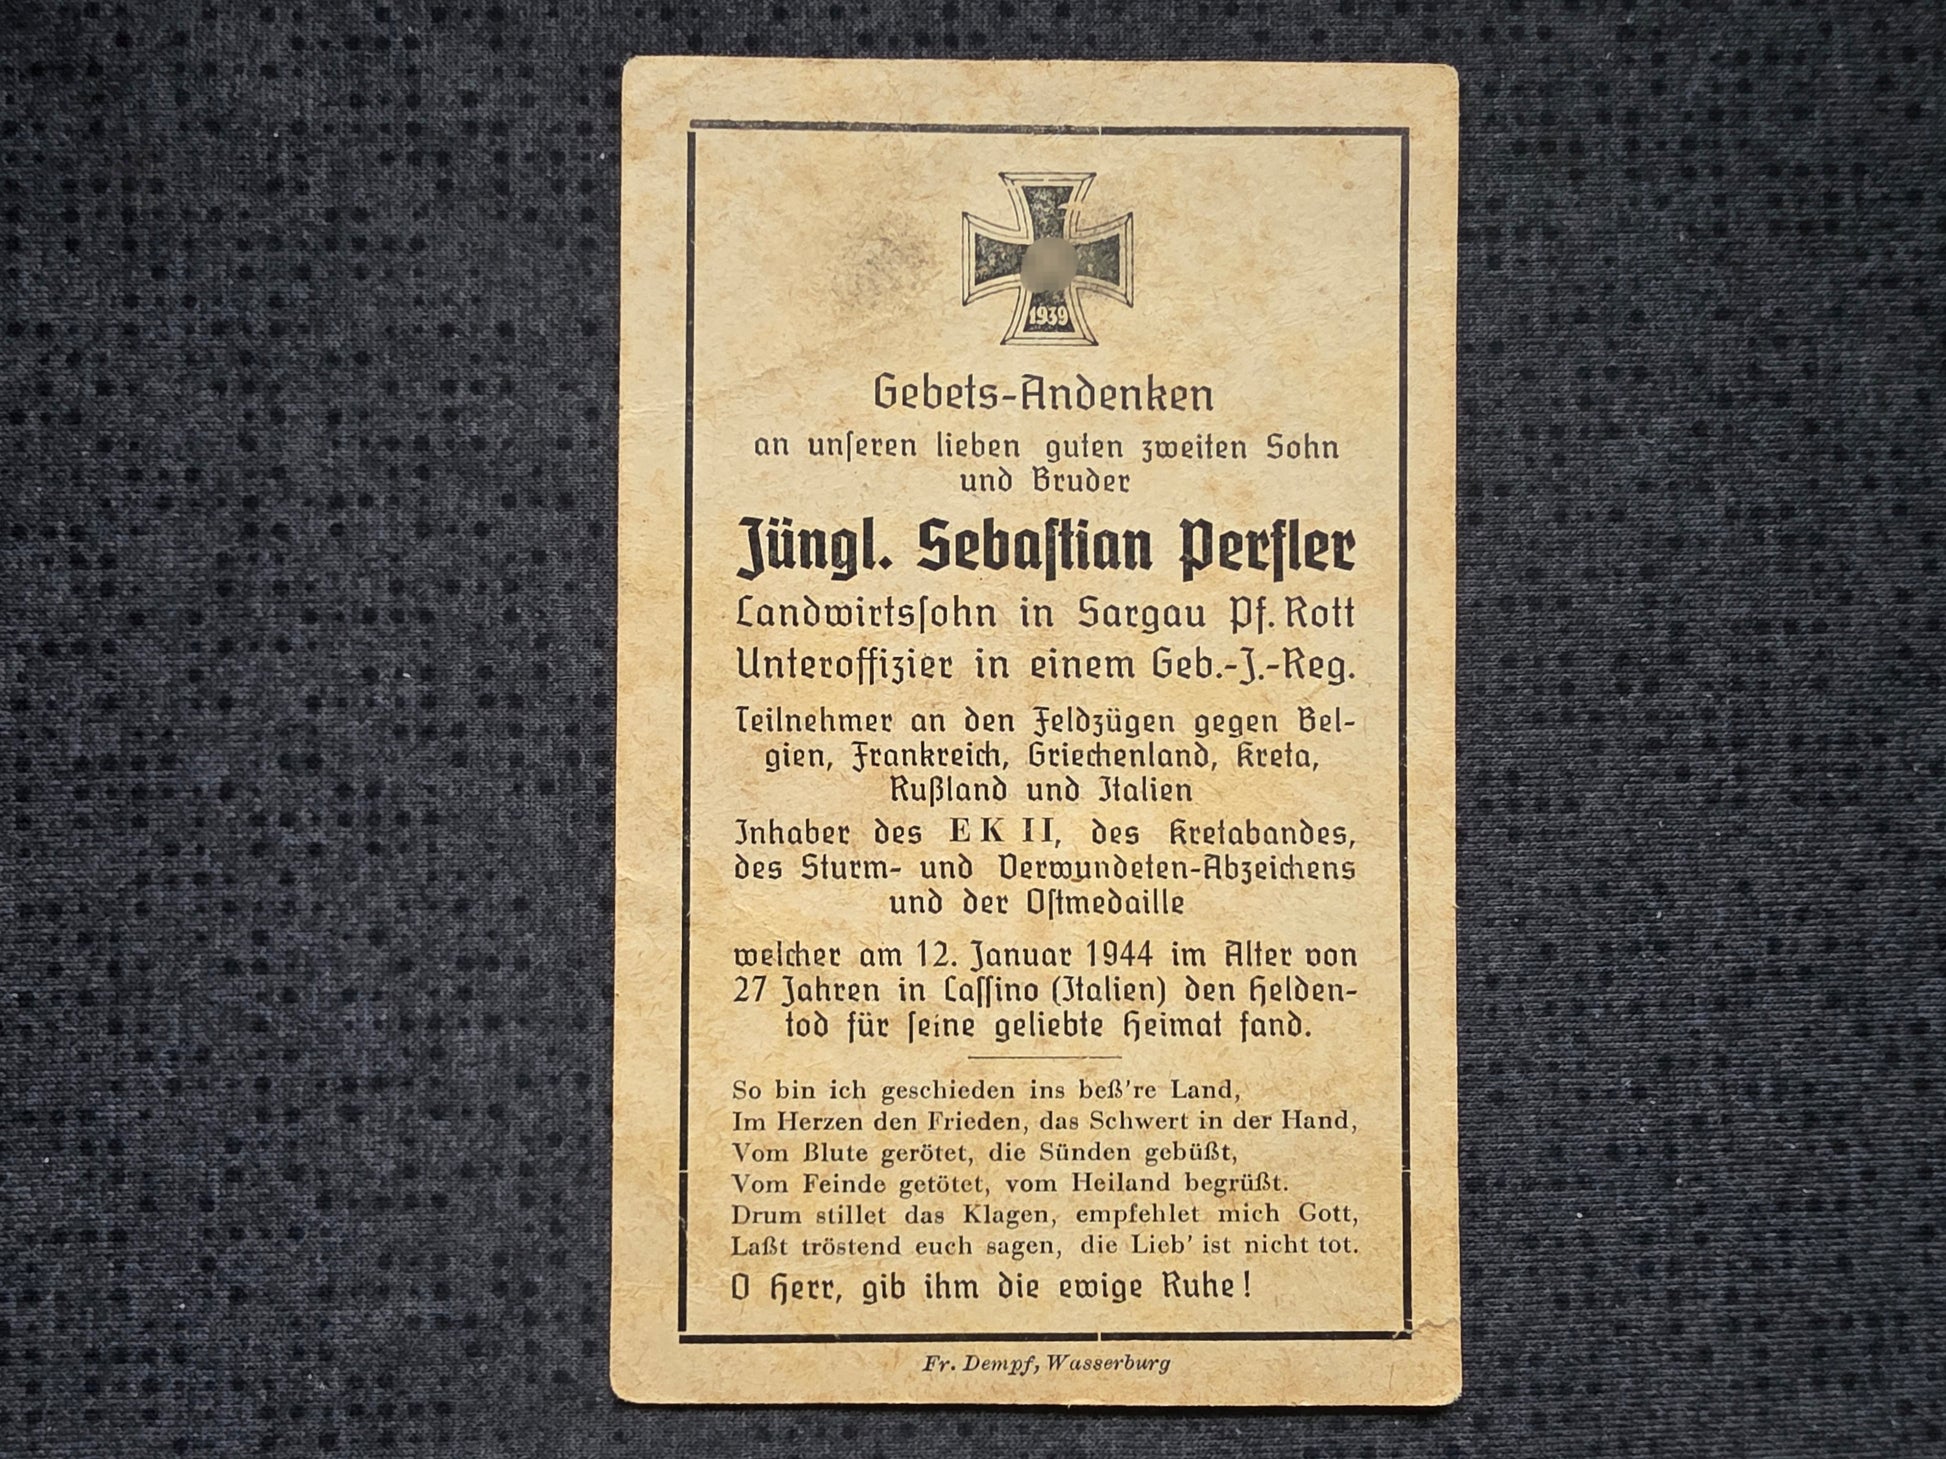 1939
Gebets-Andenken
an unſeren lieben guten zweiten Sohn
und Bruder
Jüngl. Sebaſtian Perfler
Landwirtsſohn in Sargau Pf. Rott
Unteroffizier in einem Geb.-J.-Reg.
Teilnehmer an den Feldzügen gegen Bel-
gien, Frankreich, Griechenland, Kreta,
Rußland und Italien
Inhaber des EK II, des Kretabandes,
des Sturm- und Verwundeten-Abzeichens
und der Oſtmedaille
welcher am 12. Januar 1944 im Alter von
27 Jahren in Caſſino (Italien) den Helden-
tod für ſeine geliebte Heimat fand.
So bin ich geschieden ins beß're Land,
Im Herzen den Frieden, das Schwert in der Hand,
Vom Blute gerötet, die Sünden gebüßt,
Vom Feinde getötet, vom Heiland begrüßt.
Drum stillet das Klagen, empfehlet mich Gott,
Laßt tröstend euch sagen, die Lieb' ist nicht tot.
O Herr, gib ihm die ewige Ruhe!
Fr. Dempf, Wasserburg